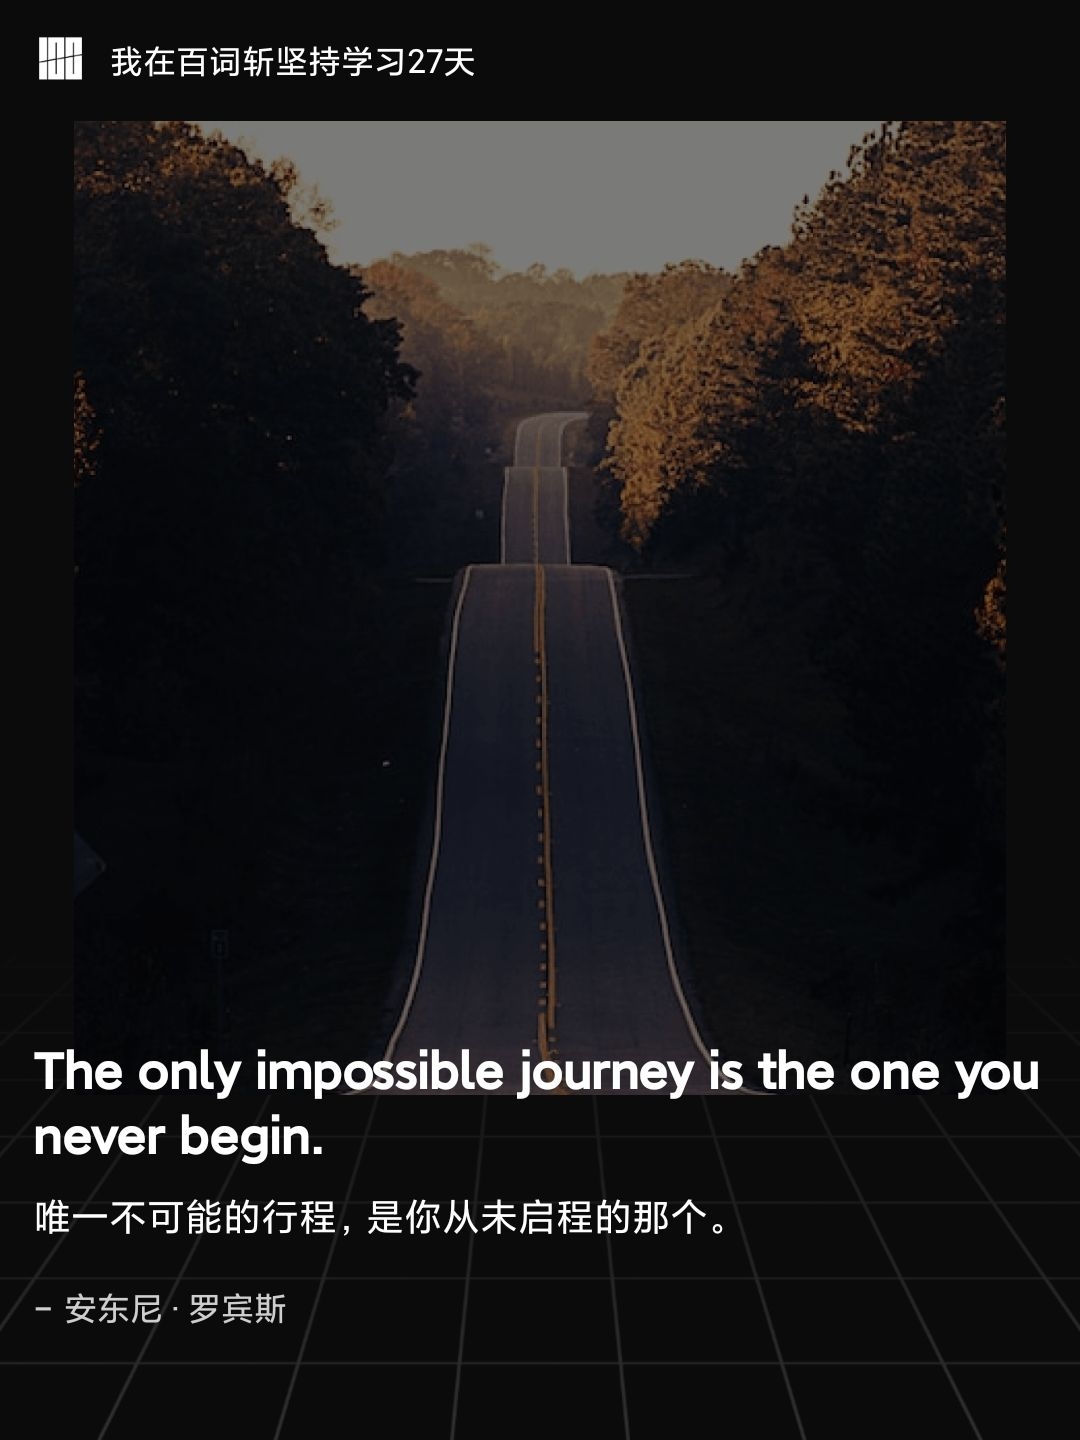 我在百词斩坚持学习27天
The only impossible journey is the one you
never begin.
唯一不可能的行程，是你从未启程的那个。
– 安东尼 · 罗宾斯